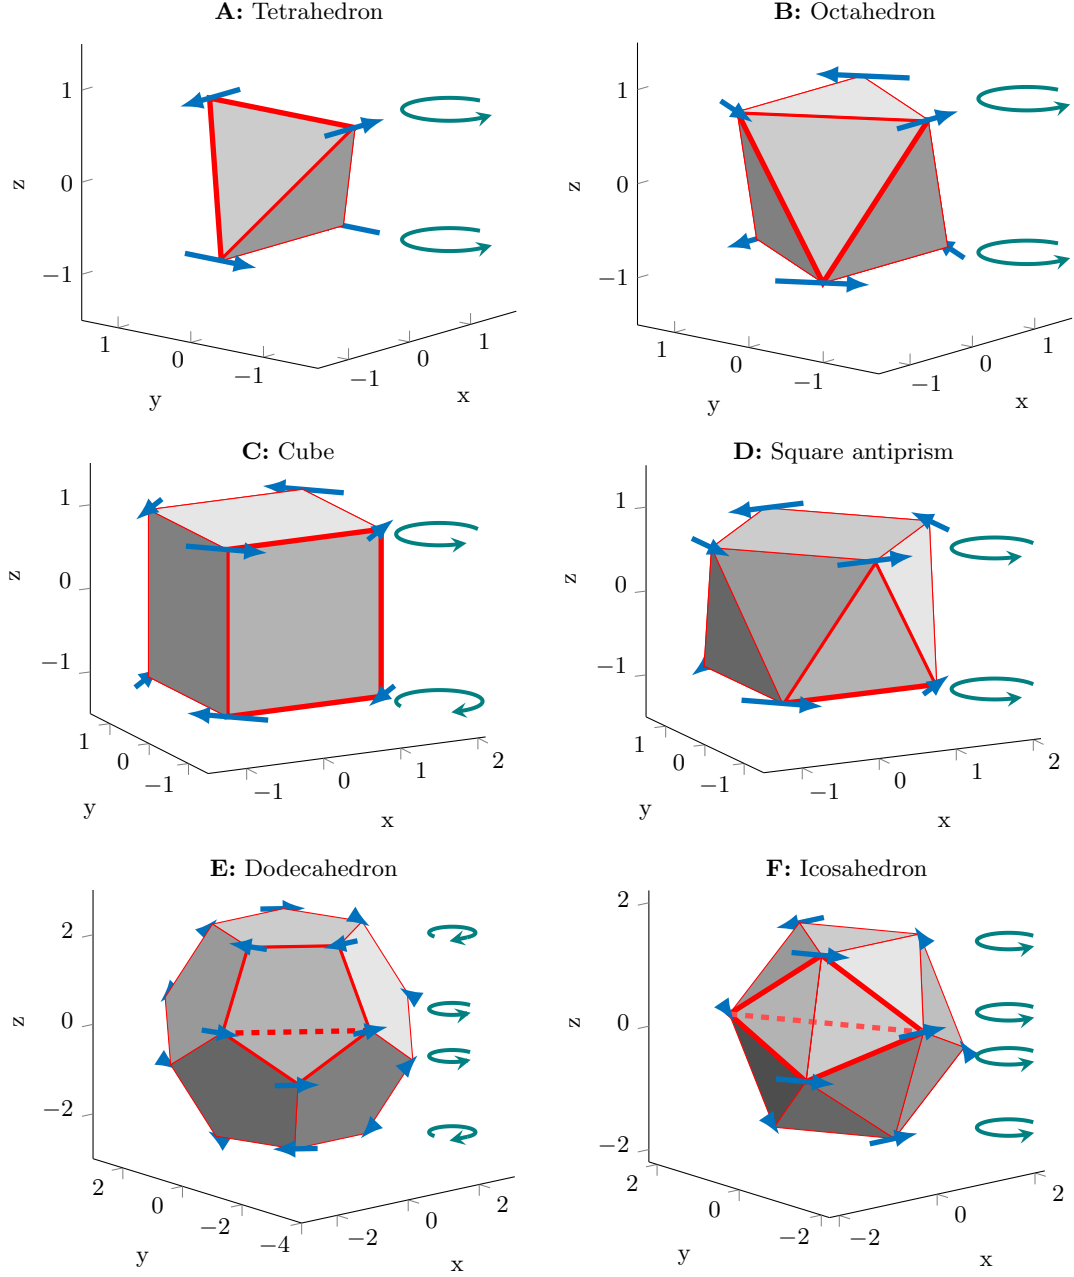 A: Tetrahedron
B: Octahedron
1
0
−1
z
1
0
−1
y
−1
0
1
x
1
0
−1
z
1
0
−1
y
−1
0
1
x
C: Cube
D: Square antiprism
1
0
−1
z
1
0
−1
y
−1
0
1
2
x
1
0
−1
z
1
0
−1
y
−1
0
1
2
x
E: Dodecahedron
F: Icosahedron
2
0
−2
z
2
0
−2
−4
y
−2
0
2
x
2
0
−2
z
2
0
−2
y
−2
0
2
x